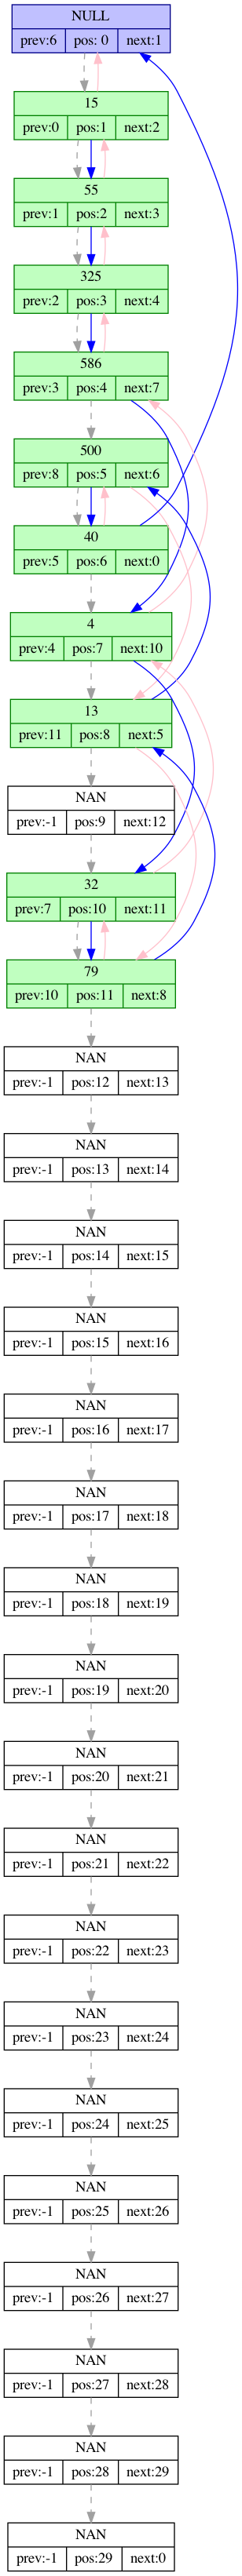 NULL
prev:6 pos: 0 next:1
15
prev:0 pos:1 next:2
55
prev:1 pos:2 next:3
325
prev:2 pos:3 next:4
586
prev:3 pos:4 next:7
500
prev:8 pos:5 next:6
40
prev:5 pos:6 next:0
4
prev:4 pos:7 next:10
13
prev:11 pos:8 next:5
NAN
prev:-1 pos:9 next:12
32
prev:7 pos:10 next:11
79
prev:10 pos:11 next:8
NAN
prev:-1 pos:12 next:13
NAN
prev:-1 pos:13 next:14
NAN
prev:-1 pos:14 next:15
NAN
prev:-1 pos:15 next:16
NAN
prev:-1 pos:16 next:17
NAN
prev:-1 pos:17 next:18
NAN
prev:-1 pos:18 next:19
NAN
prev:-1 pos:19 next:20
NAN
prev:-1 pos:20 next:21
NAN
prev:-1 pos:21 next:22
NAN
prev:-1 pos:22 next:23
NAN
prev:-1 pos:23 next:24
NAN
prev:-1 pos:24 next:25
NAN
prev:-1 pos:25 next:26
NAN
prev:-1 pos:26 next:27
NAN
prev:-1 pos:27 next:28
NAN
prev:-1 pos:28 next:29
NAN
prev:-1 pos:29 next:0